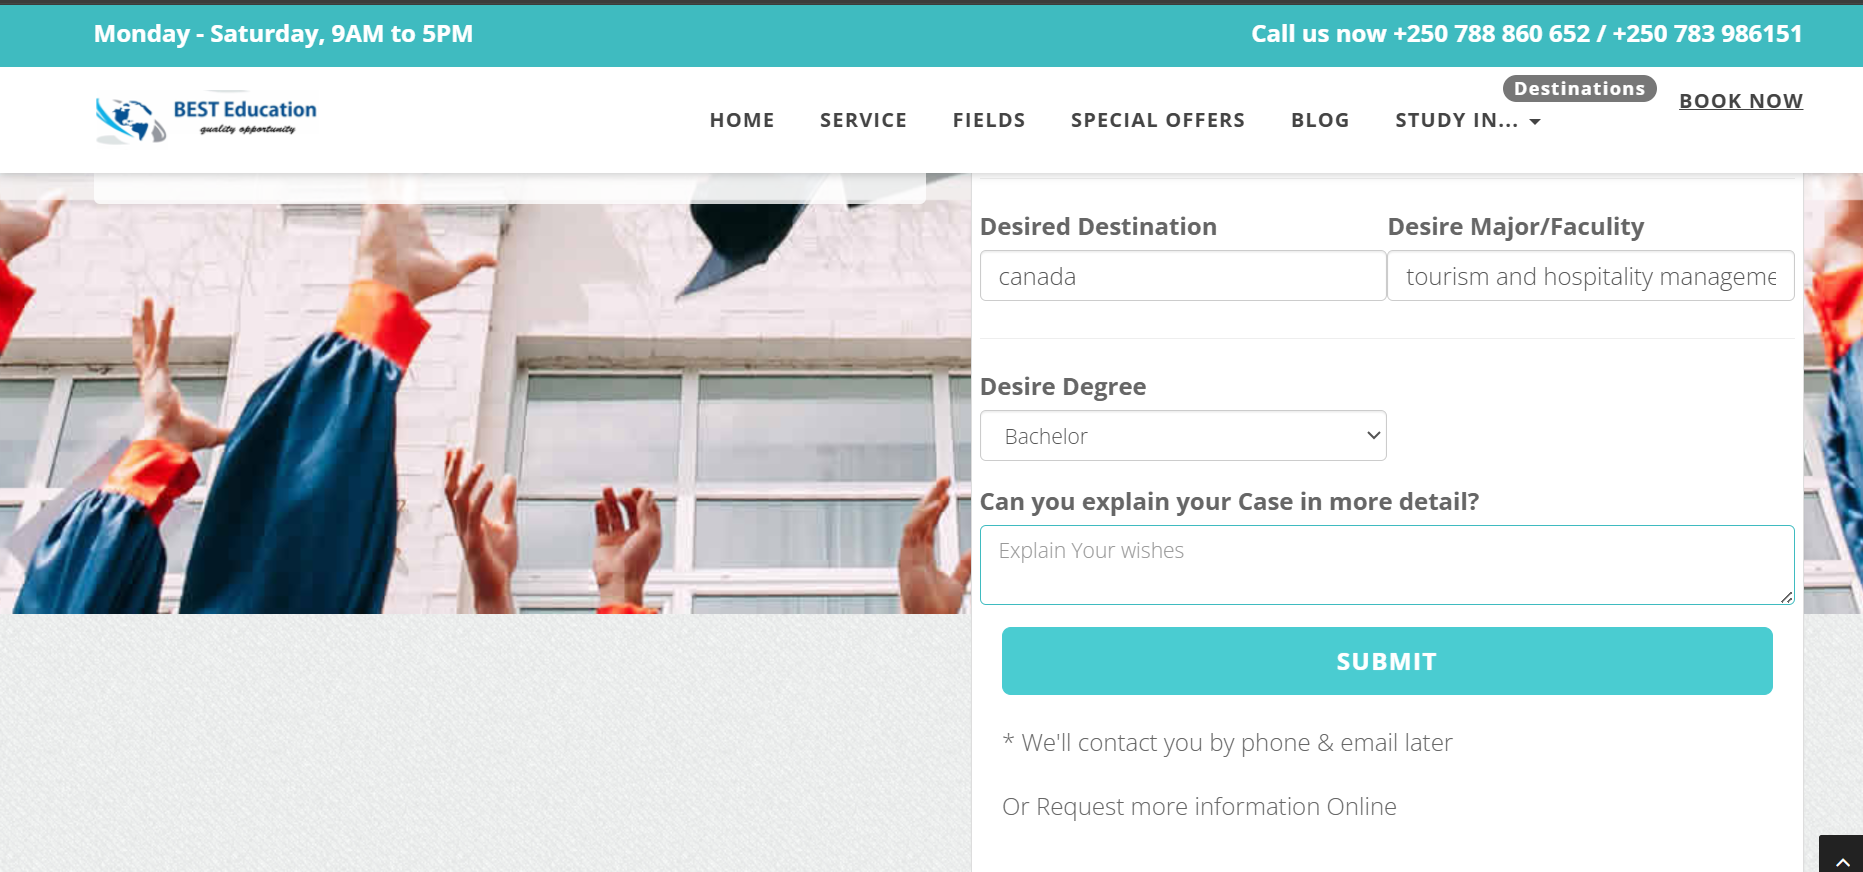 Monday - Saturday, 9AM to 5PM
Call us now +250 788 860 652 / +250 783 986151
BEST Education
quality opportunity
HOME
SERVICE
FIELDS
SPECIAL OFFERS
BLOG
STUDY IN...
Destinations
BOOK NOW
Desired Destination
Desire Major/Faculity
canada
tourism and hospitality manageme
Desire Degree
Bachelor
Can you explain your Case in more detail?
Explain Your wishes
SUBMIT
* We'll contact you by phone & email later
Or Request more information Online